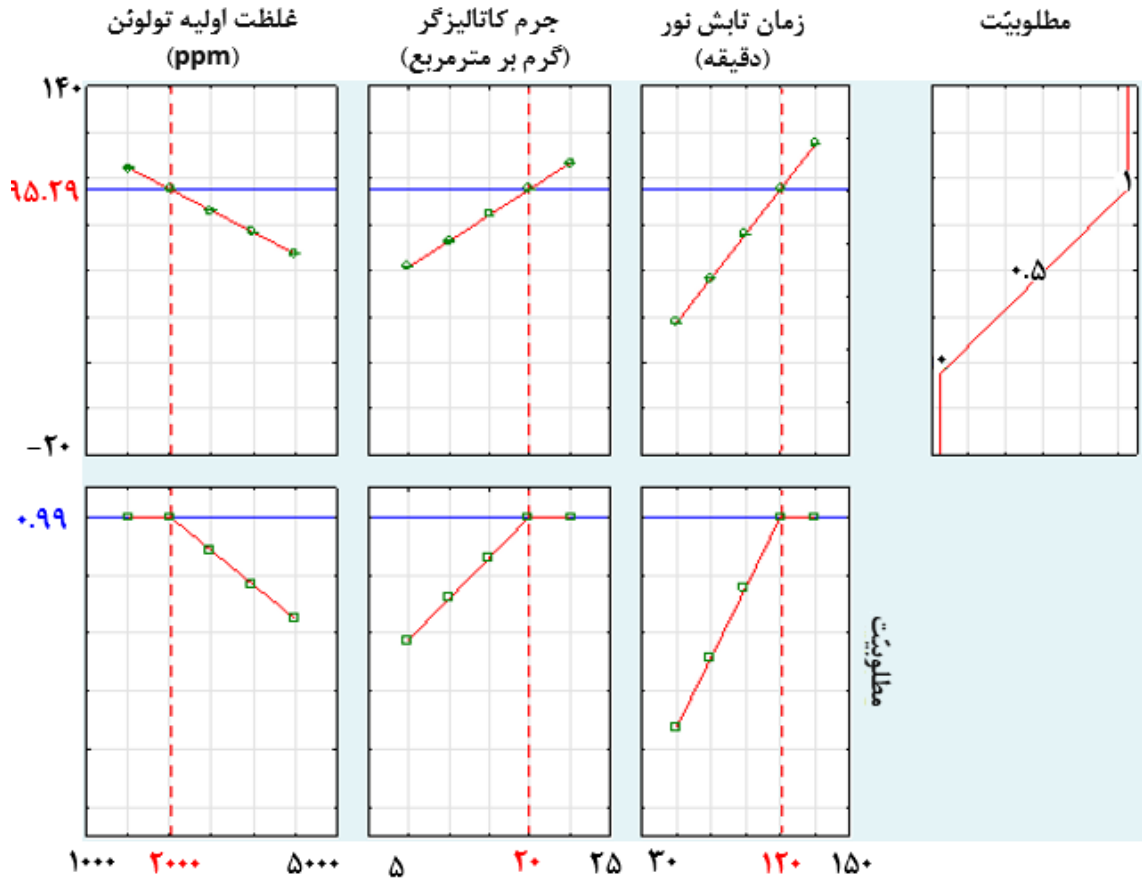 مطلوبیّت
زمان تابش نور
(دقیقه)
جرم کاتالیزگر
(گرم بر مترمربع)
غلظت اولیه تولوئن
(ppm)
۱۴۰
۹۵.۲۹
-۲۰
۱
۰.۵
۰
۰.۹۹
مطلوبیّت
۱۰۰۰ ۲۰۰۰ ۵۰۰۰ ۵ ۲۰ ۲۵ ۳۰ ۱۲۰ ۱۵۰